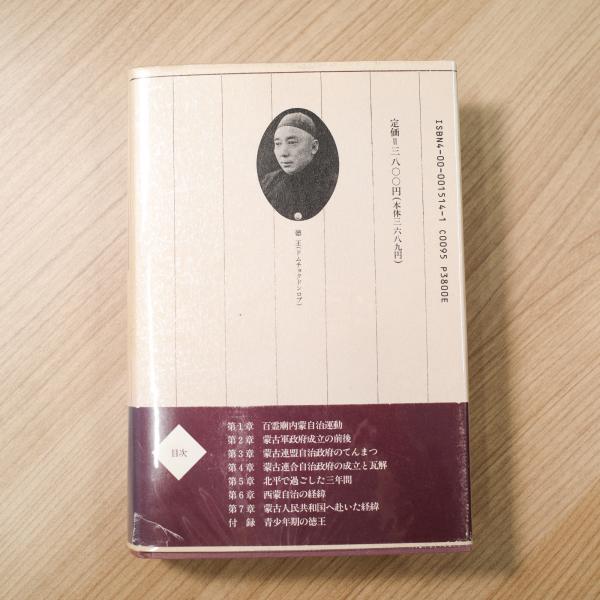 ISBN4-00-001514-1 C0095 P3800E
定価=三八〇〇円(本体三六八九円)
徳王(ドムチョクドンロブ)
目次
第1章 百霊廟内蒙自治運動
第2章 蒙古軍政府成立の前後
第3章 蒙古連盟自治政府のてんまつ
第4章 蒙古連合自治政府の成立と瓦解
第5章 北平で過ごした三年間
第6章 西蒙自治の経緯
第7章 蒙古人民共和国へ赴いた経緯
付録 青少年期の徳王